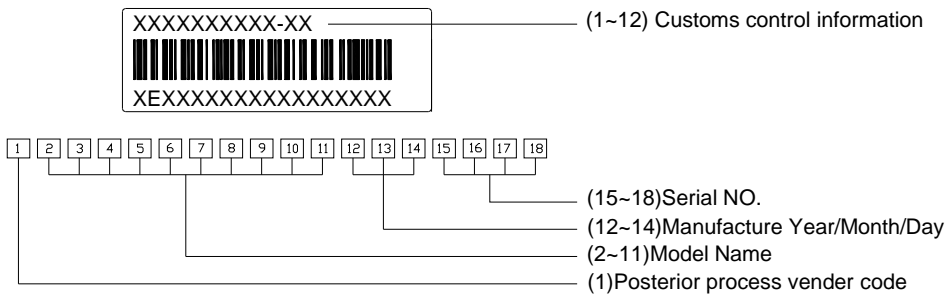 XXXXXXXXXX-XX
(1~12) Customs control information
XEXXXXXXXXXXXXXXXX
1 2 3 4 5 6 7 8 9 10 11 12 13 14 15 16 17 18
(15~18)Serial NO.
(12~14)Manufacture Year/Month/Day
(2~11)Model Name
(1)Posterior process vender code